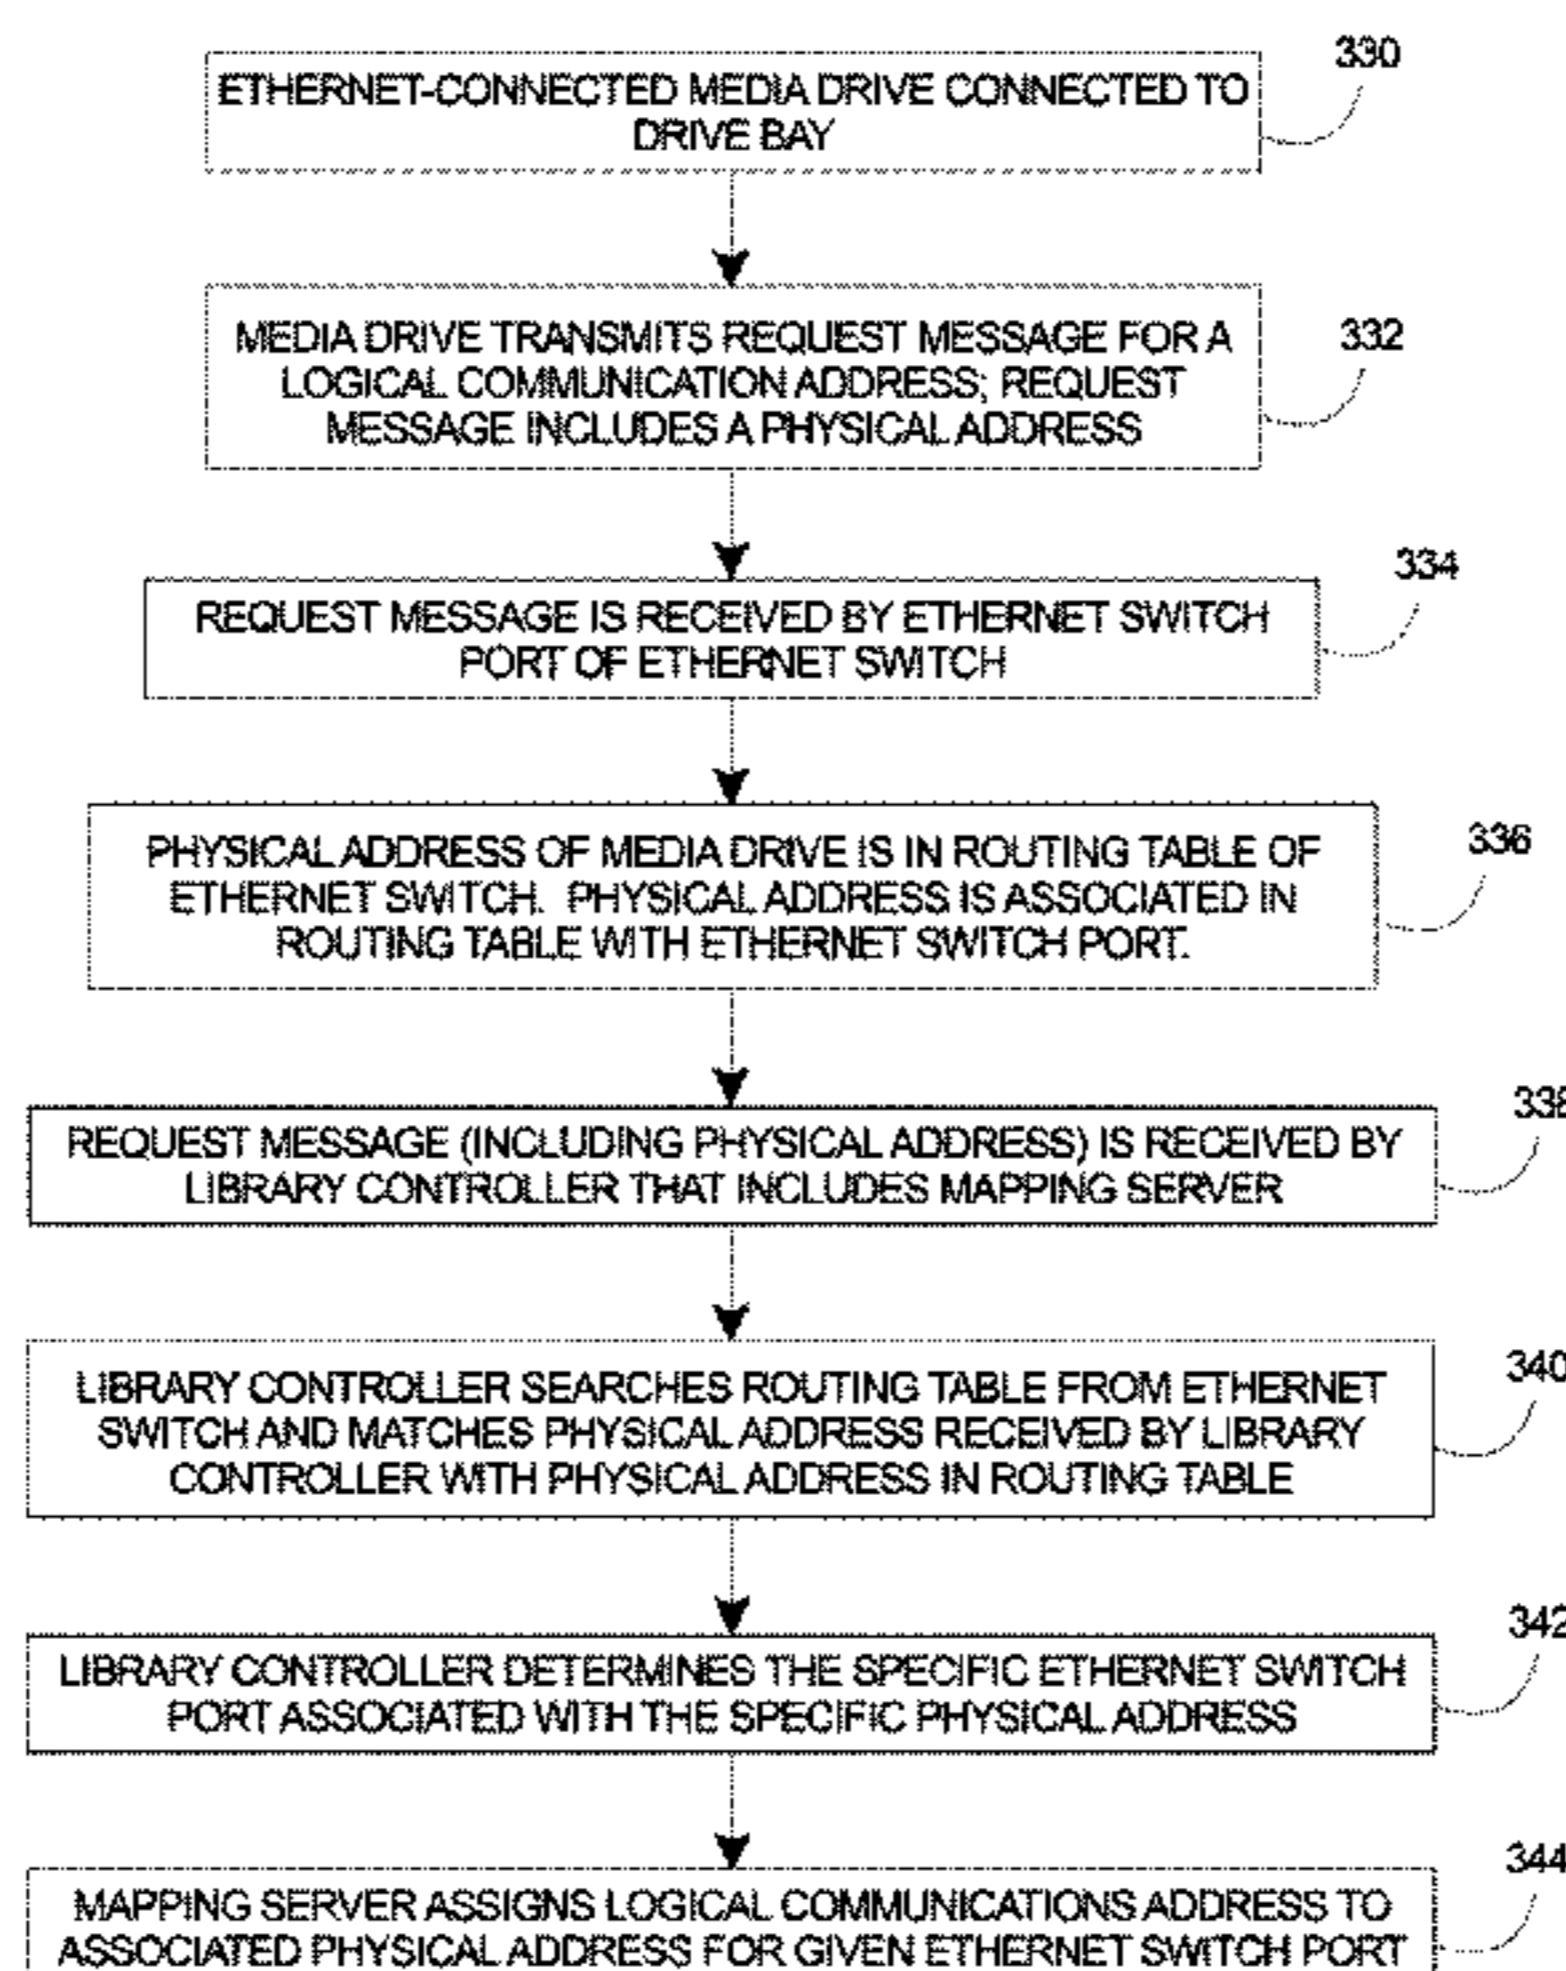 330
ETHERNET-CONNECTED MEDIA DRIVE CONNECTED TO
DRIVE BAY
332
MEDIA DRIVE TRANSMITS REQUEST MESSAGE FOR A
LOGICAL COMMUNICATION ADDRESS; REQUEST
MESSAGE INCLUDES A PHYSICAL ADDRESS
334
REQUEST MESSAGE IS RECEIVED BY ETHERNET SWITCH
PORT OF ETHERNET SWITCH
336
PHYSICAL ADDRESS OF MEDIA DRIVE IS IN ROUTING TABLE OF
ETHERNET SWITCH. PHYSICAL ADDRESS IS ASSOCIATED IN
ROUTING TABLE WITH ETHERNET SWITCH PORT.
338
REQUEST MESSAGE (INCLUDING PHYSICAL ADDRESS) IS RECEIVED BY
LIBRARY CONTROLLER THAT INCLUDES MAPPING SERVER
340
LIBRARY CONTROLLER SEARCHES ROUTING TABLE FROM ETHERNET
SWITCH AND MATCHES PHYSICAL ADDRESS RECEIVED BY LIBRARY
CONTROLLER WITH PHYSICAL ADDRESS IN ROUTING TABLE
342
LIBRARY CONTROLLER DETERMINES THE SPECIFIC ETHERNET SWITCH
PORT ASSOCIATED WITH THE SPECIFIC PHYSICAL ADDRESS
344
MAPPING SERVER ASSIGNS LOGICAL COMMUNICATIONS ADDRESS TO
ASSOCIATED PHYSICAL ADDRESS FOR GIVEN ETHERNET SWITCH PORT